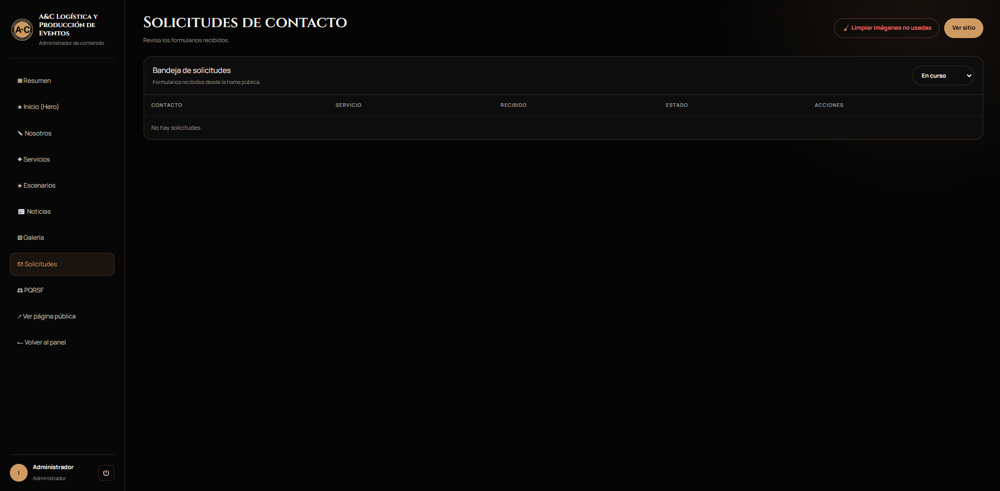 A&C
A&C Logística y
Producción de
Eventos
Administrador de contenido
Resumen
Inicio (Hero)
Nosotros
Servicios
Escenarios
Noticias
Galería
Solicitudes
PQRSF
Ver página pública
Volver al panel
I
Administrador
Administrador
Solicitudes de contacto
Revisa los formularios recibidos.
Limpiar imágenes no usadas
Ver sitio
Bandeja de solicitudes
Formularios recibidos desde la home pública.
En curso
CONTACTO SERVICIO RECIBIDO ESTADO ACCIONES
No hay solicitudes.